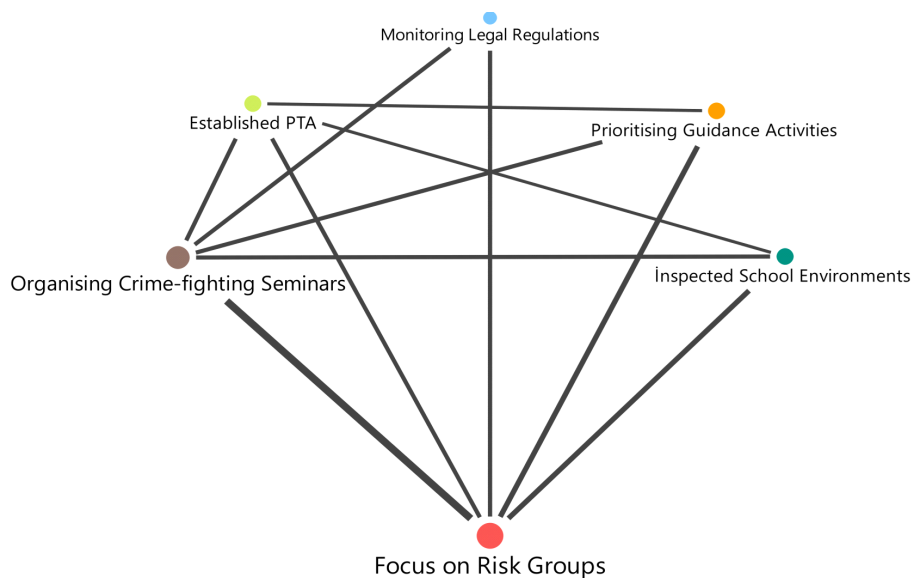 Monitoring Legal Regulations
Established PTA
Prioritising Guidance Activities
Organising Crime-fighting Seminars
İnspected School Environments
Focus on Risk Groups